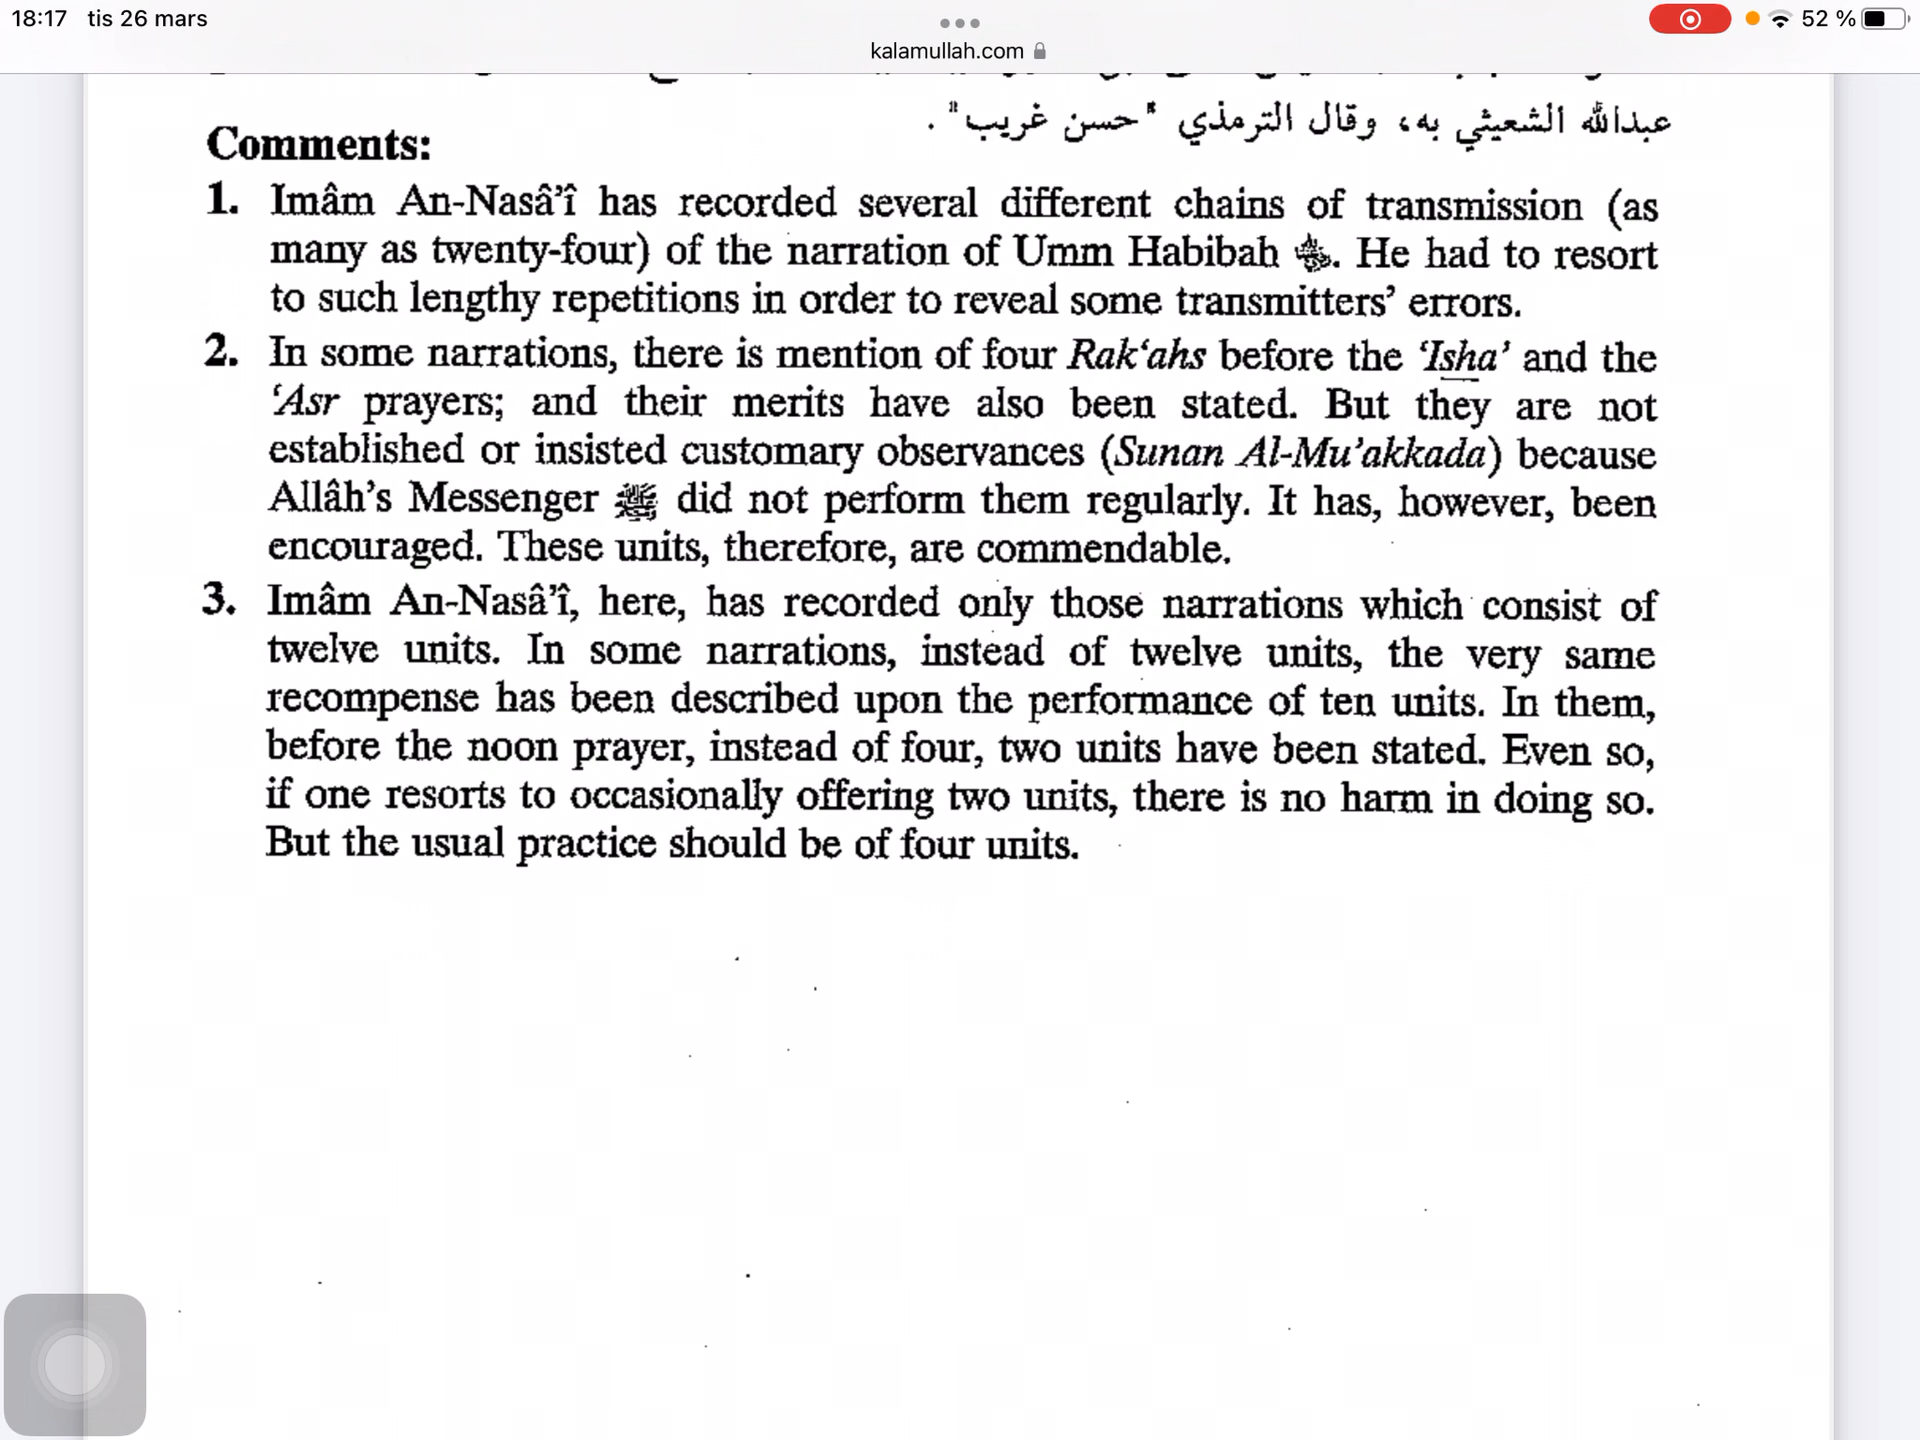 18:17 tis 26 mars
52 %
kalamullah.com
عبدالله الشعيثي به، وقال الترمذي "حسن غريب".
Comments:
1. Imâm An-Nasâ’î has recorded several different chains of transmission (as
many as twenty-four) of the narration of Umm Habibah. He had to resort
to such lengthy repetitions in order to reveal some transmitters’ errors.
2. In some narrations, there is mention of four Rak‘ahs before the ‘Isha’ and the
‘Asr prayers; and their merits have also been stated. But they are not
established or insisted customary observances (Sunan Al-Mu’akkada) because
Allâh’s Messenger ﷺ did not perform them regularly. It has, however, been
encouraged. These units, therefore, are commendable.
3. Imâm An-Nasâ’î, here, has recorded only those narrations which consist of
twelve units. In some narrations, instead of twelve units, the very same
recompense has been described upon the performance of ten units. In them,
before the noon prayer, instead of four, two units have been stated. Even so,
if one resorts to occasionally offering two units, there is no harm in doing so.
But the usual practice should be of four units.